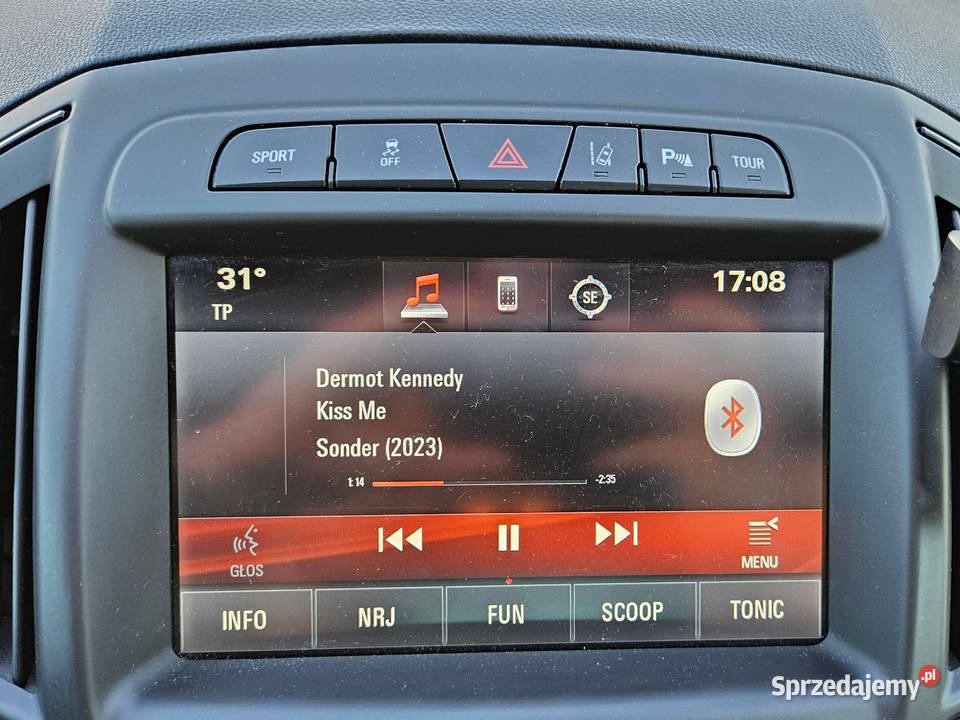 SPORT
OFF
P
TOUR
31°
SE
17:08
TP
Dermot Kennedy
Kiss Me
Sonder (2023)
1:14
-2:35
GŁOS
MENU
INFO
NRJ
FUN
SCOOP
TONIC
Sprzedajemy.pl